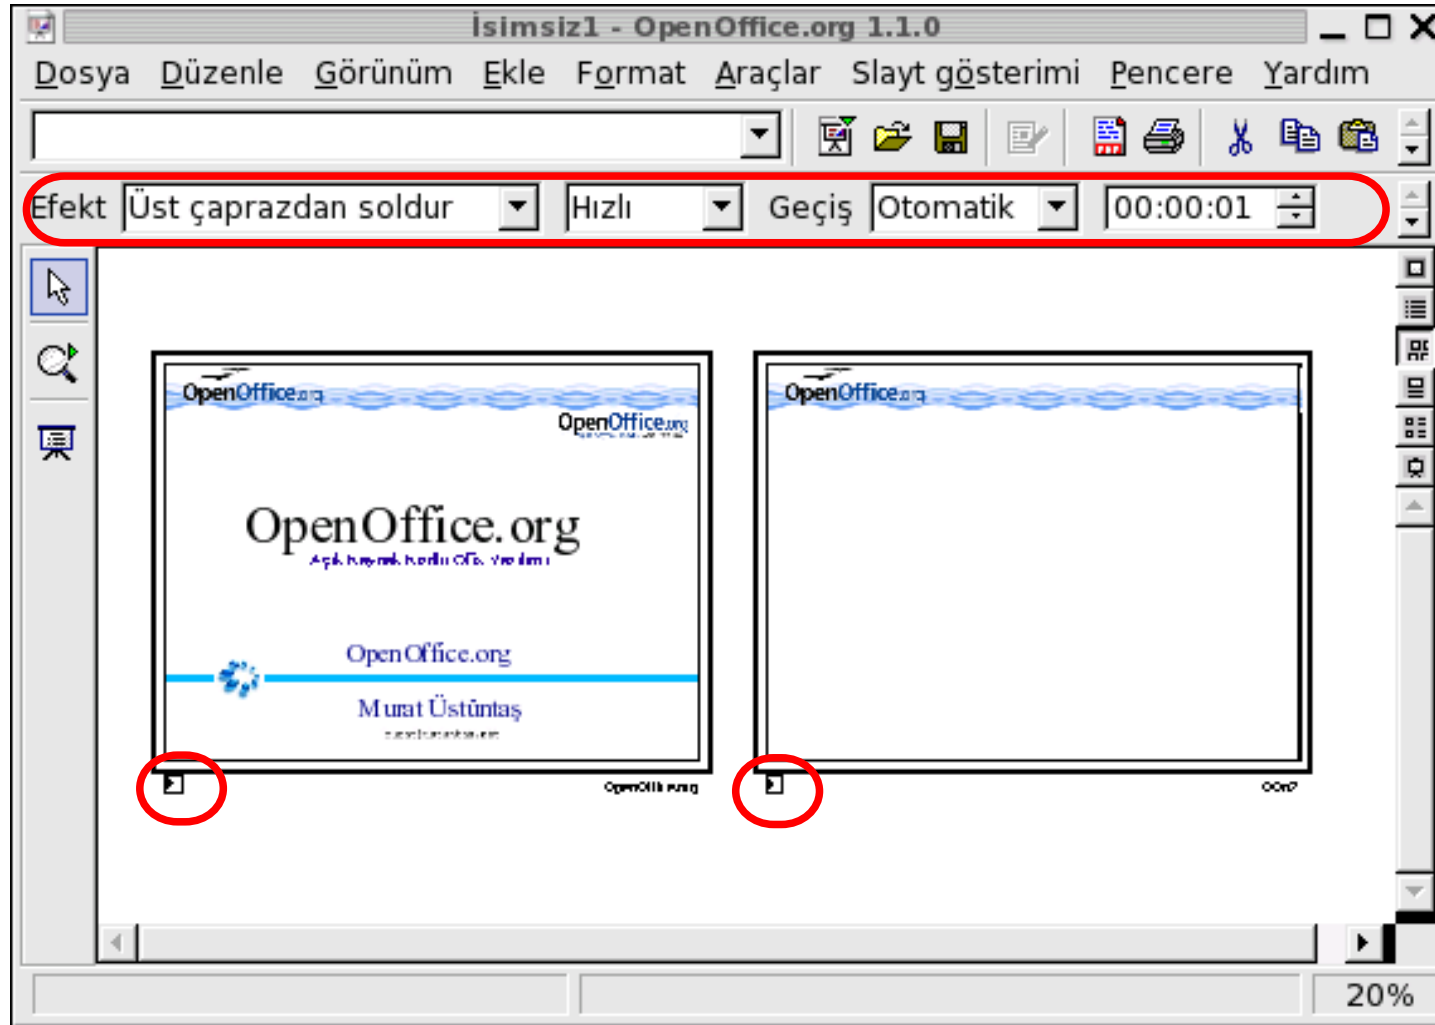 İsimsiz1 - OpenOffice.org 1.1.0
Dosya Düzenle Görünüm Ekle Format Araçlar Slayt gösterimi Pencere Yardım
Efekt Üst çaprazdan soldur Hızlı Geçiş Otomatik 00:00:01
OpenOffice.org
OpenOffice.org
OpenOffice.org
OpenOffice.org
Murat Üstüntaş
OpenOffice.org
OpenOffice.org
20%